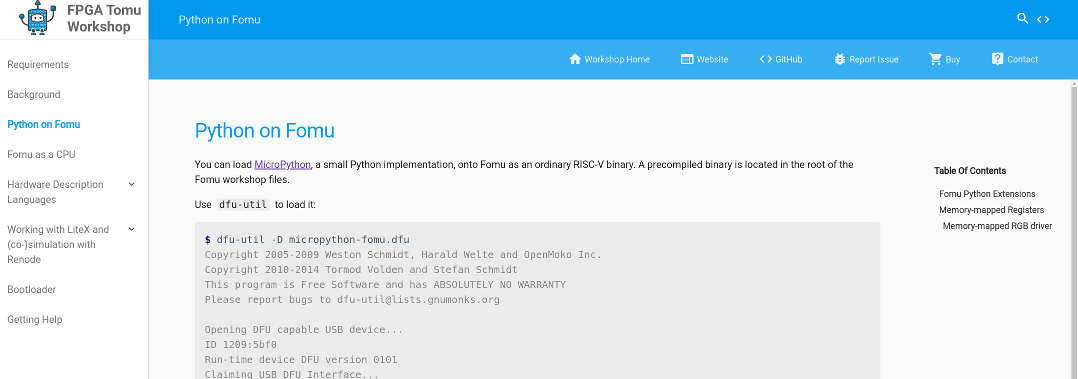 FPGA Tomu
Workshop
Python on Fomu
Workshop Home
Website
GitHub
Report Issue
Buy
Contact
Requirements
Background
Python on Fomu
Fomu as a CPU
Hardware Description
Languages
Working with LiteX and
(co-)simulation with
Renode
Bootloader
Getting Help
Python on Fomu
You can load MicroPython, a small Python implementation, onto Fomu as an ordinary RISC-V binary. A precompiled binary is located in the root of the
Fomu workshop files.
Use dfu-util to load it:
$ dfu-util -D micropython-fomu.dfu
Copyright 2005-2009 Weston Schmidt, Harald Welte and OpenMoko Inc.
Copyright 2010-2014 Tormod Volden and Stefan Schmidt
This program is Free Software and has ABSOLUTELY NO WARRANTY
Please report bugs to dfu-util@lists.gnumonks.org
Opening DFU capable USB device...
ID 1209:5bf0
Run-time device DFU version 0101
Claiming USB DFU Interface...
Table Of Contents
Fomu Python Extensions
Memory-mapped Registers
Memory-mapped RGB driver